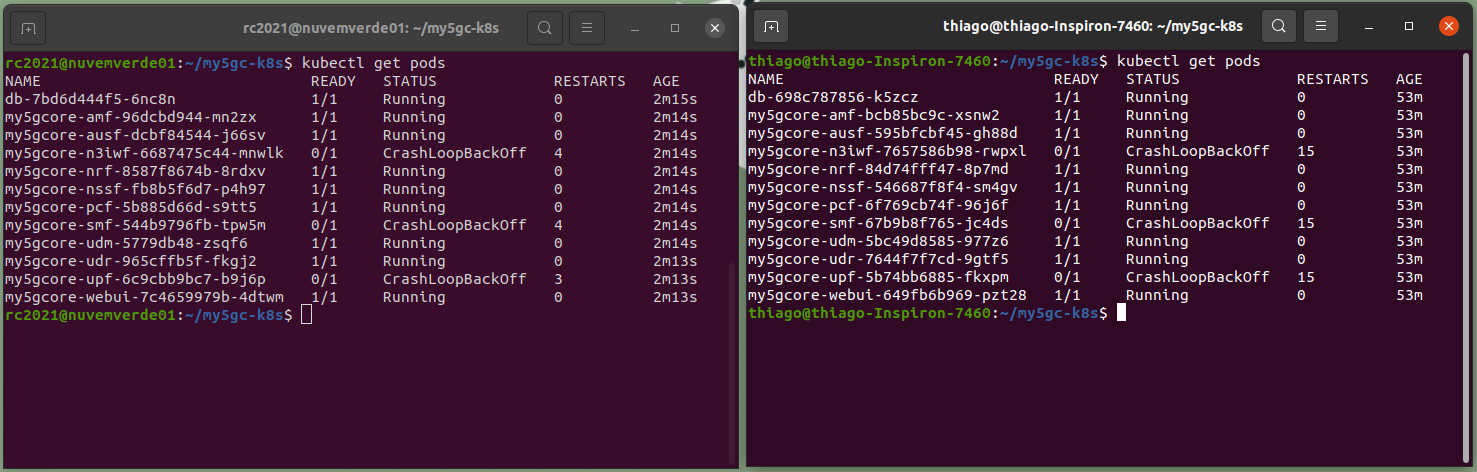 rc2021@nuvemverde01: ~/my5gc-k8s
rc2021@nuvemverde01:~/my5gc-k8s$ kubectl get pods
NAME READY STATUS RESTARTS AGE
db-7bd6d444f5-6nc8n 1/1 Running 0 2m15s
my5gcore-amf-96dcbd944-mn2zx 1/1 Running 0 2m14s
my5gcore-ausf-dcbf84544-j66sv 1/1 Running 0 2m14s
my5gcore-n3iwf-6687475c44-mnwlk 0/1 CrashLoopBackOff 4 2m14s
my5gcore-nrf-8587f8674b-8rdxv 1/1 Running 0 2m14s
my5gcore-nssf-fb8b5f6d7-p4h97 1/1 Running 0 2m14s
my5gcore-pcf-5b885d66d-s9tt5 1/1 Running 0 2m14s
my5gcore-smf-544b9796fb-tpw5m 0/1 CrashLoopBackOff 4 2m14s
my5gcore-udm-5779db48-zsqf6 1/1 Running 0 2m14s
my5gcore-udr-965cffb5f-fkgj2 1/1 Running 0 2m13s
my5gcore-upf-6c9cbb9bc7-b9j6p 0/1 CrashLoopBackOff 3 2m13s
my5gcore-webui-7c4659979b-4dtwm 1/1 Running 0 2m13s
rc2021@nuvemverde01:~/my5gc-k8s$
thiago@thiago-Inspiron-7460: ~/my5gc-k8s
thiago@thiago-Inspiron-7460:~/my5gc-k8s$ kubectl get pods
NAME READY STATUS RESTARTS AGE
db-698c787856-k5zcz 1/1 Running 0 53m
my5gcore-amf-bcb85bc9c-xsnw2 1/1 Running 0 53m
my5gcore-ausf-595bfcbf45-gh88d 1/1 Running 0 53m
my5gcore-n3iwf-7657586b98-rwpxl 0/1 CrashLoopBackOff 15 53m
my5gcore-nrf-84d74fff47-8p7md 1/1 Running 0 53m
my5gcore-nssf-546687f8f4-sm4gv 1/1 Running 0 53m
my5gcore-pcf-6f769cb74f-96j6f 1/1 Running 0 53m
my5gcore-smf-67b9b8f765-jc4ds 0/1 CrashLoopBackOff 15 53m
my5gcore-udm-5bc49d8585-977z6 1/1 Running 0 53m
my5gcore-udr-7644f7f7cd-9gtf5 1/1 Running 0 53m
my5gcore-upf-5b74bb6885-fkxpm 0/1 CrashLoopBackOff 15 53m
my5gcore-webui-649fb6b969-pzt28 1/1 Running 0 53m
thiago@thiago-Inspiron-7460:~/my5gc-k8s$